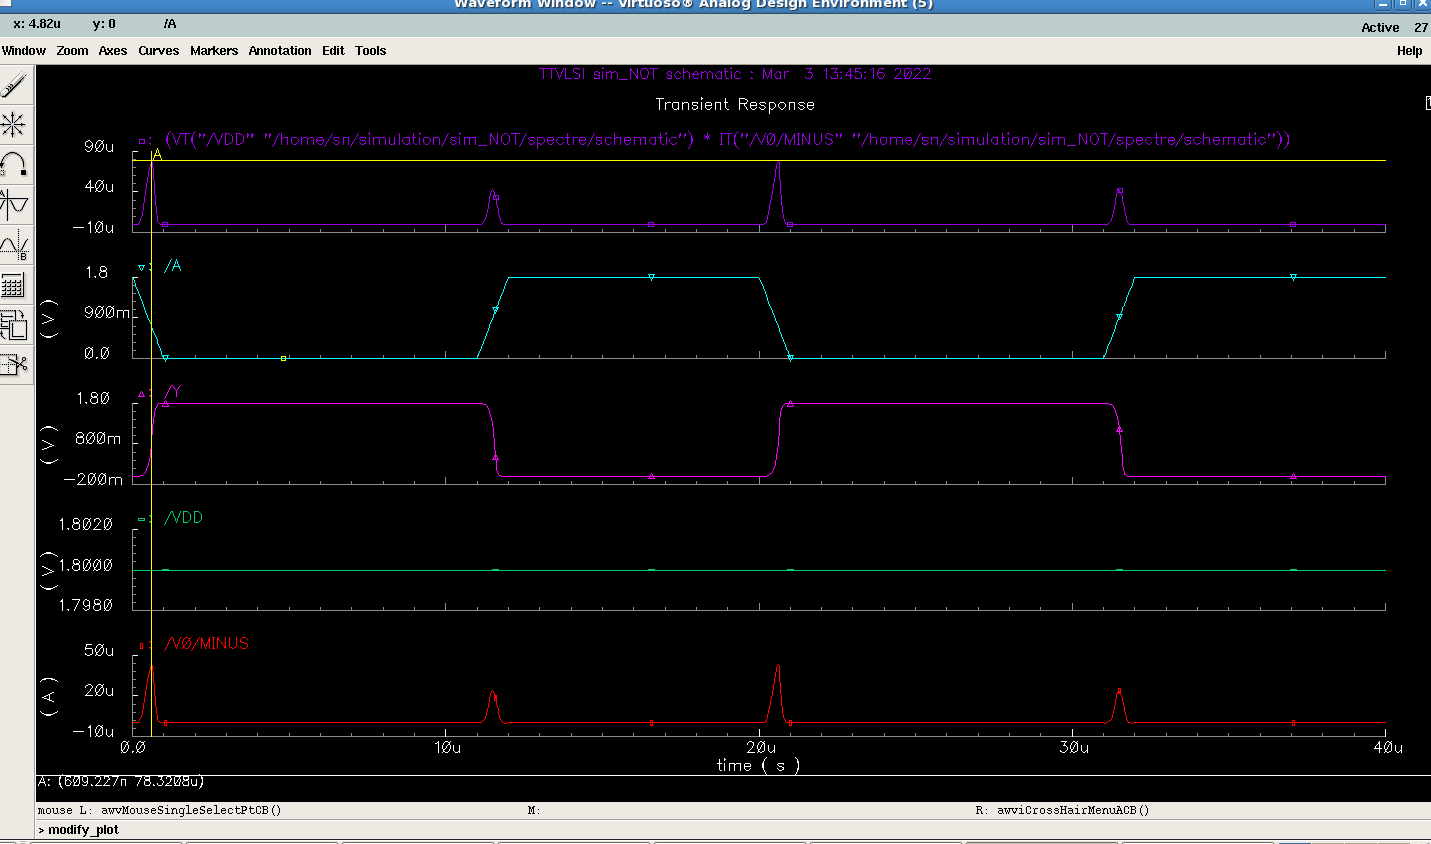 Waveform Window -- Virtuoso® Analog Design Environment (5)
x: 4.82u y: 0 /A
Active 27
Window Zoom Axes Curves Markers Annotation Edit Tools Help
TTVLSI sim_NOT schematic : Mar 3 13:45:16 2022
Transient Response
: (VT("/VDD" "/home/sn/simulation/sim_NOT/spectre/schematic") * IT("/V0/MINUS" "/home/sn/simulation/sim_NOT/spectre/schematic"))
90u
A
40u
-10u
/A
1.8
900m
(V)
0.0
/Y
1.80
800m
(V)
-200m
/VDD
1.8020
1.8000
(V)
1.7980
/V0/MINUS
50u
20u
(A)
-10u
0.0 10u 20u 30u 40u
time ( s )
A: (609.227n 78.3208u)
mouse L: awvMouseSingleSelectPtCB() M: R: awviCrossHairMenuACB()
> modify_plot
B